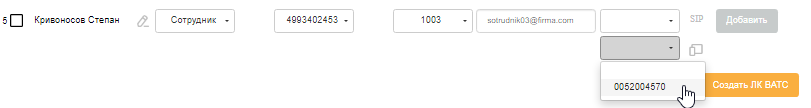 5 Кривоносов Степан Сотрудник 4993402453 1003 sotrudnik03@firma.com SIP Добавить
0052004570 Создать ЛК ВАТС